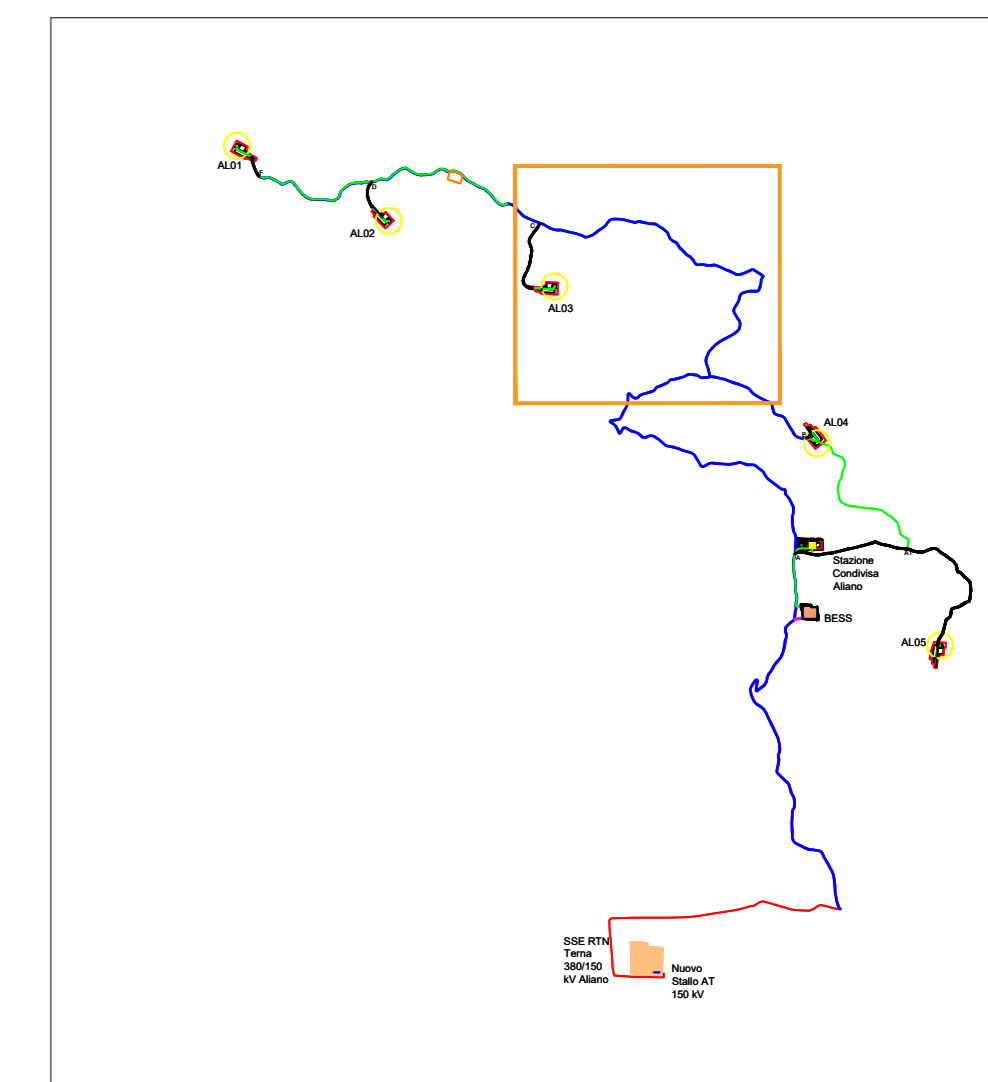 AL01
F
D
AL02
C
AL03
AL04
B
A
A1
Stazione
Condivisa
Aliano
BESS
AL05
SSE RTN
Terna
380/150
kV Aliano
Nuovo
Stallo AT
150 kV